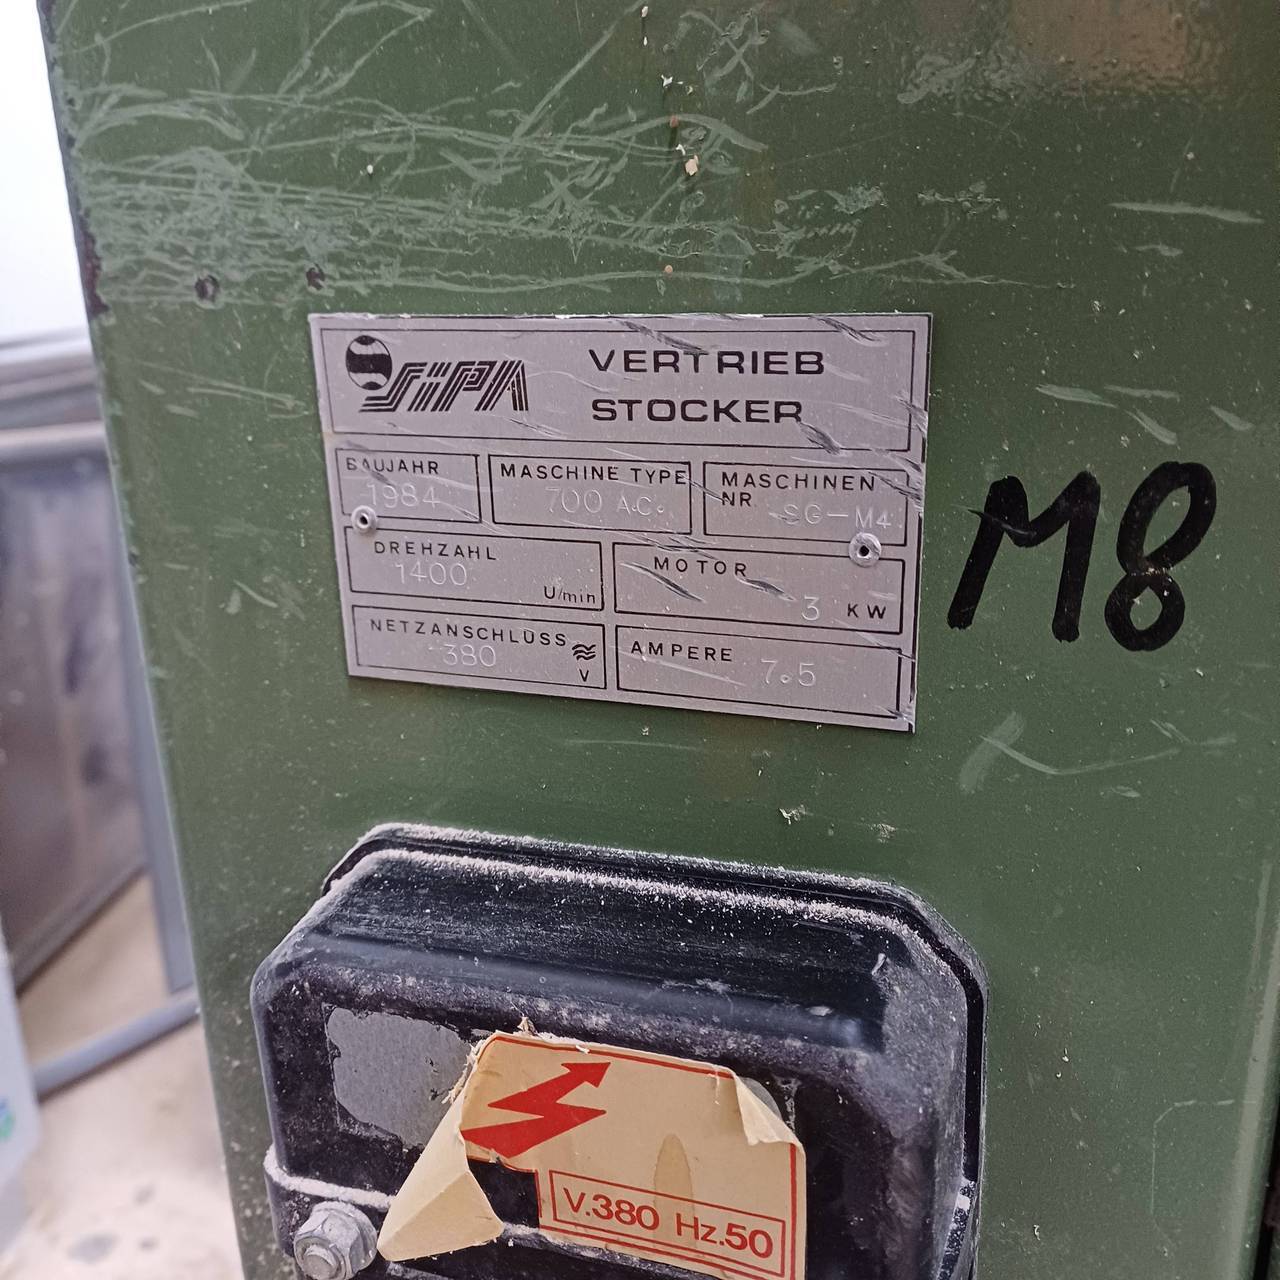 SiPA
VERTRIEB
STOCKER
BAUJAHR
1984
MASCHINE TYPE
700 A.C.
MASCHINEN
NR. SG-M4
DREHZAHL
1400
U/min
MOTOR
3 KW
NETZANSCHLUSS
380
V
AMPERE 7.5
M8
V.380 Hz.50